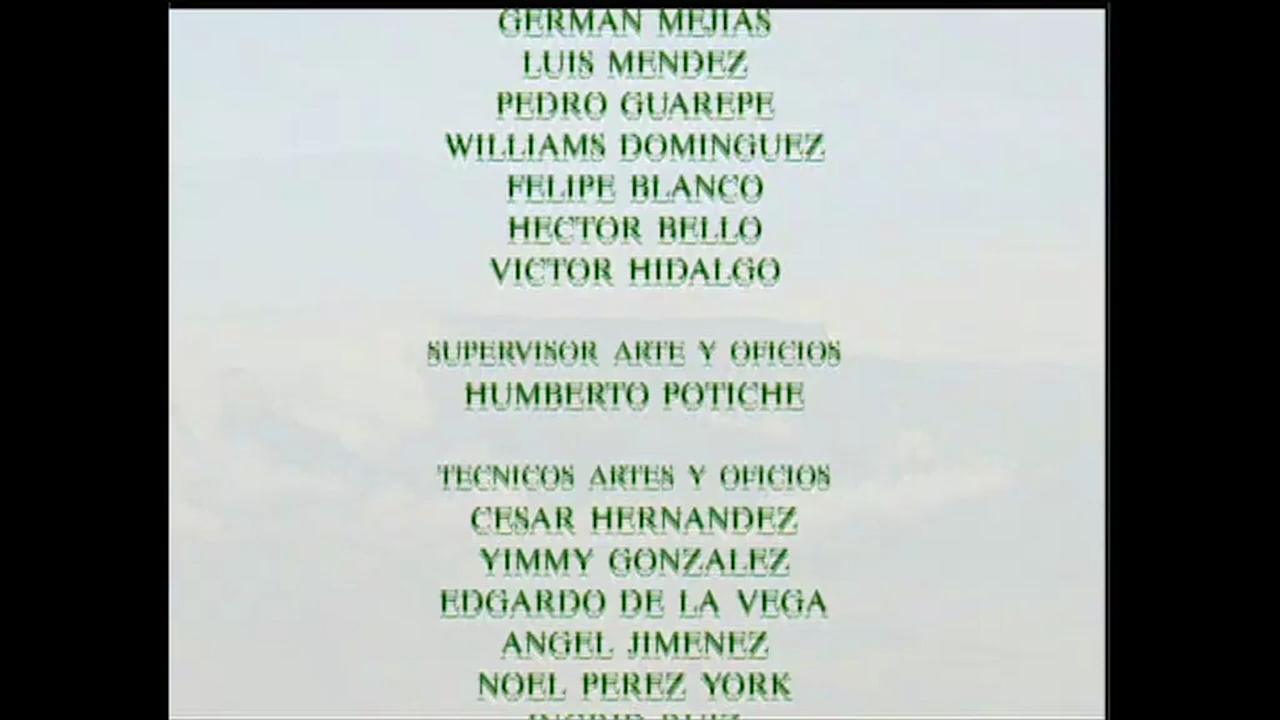 GERMAN MEJIAS
LUIS MENDEZ
PEDRO GUAREPE
WILLIAMS DOMINGUEZ
FELIPE BLANCO
HECTOR BELLO
VICTOR HIDALGO
SUPERVISOR ARTE Y OFICIOS
HUMBERTO POTICHE
TECNICOS ARTES Y OFICIOS
CESAR HERNANDEZ
YIMMY GONZALEZ
EDGARDO DE LA VEGA
ANGEL JIMENEZ
NOEL PEREZ YORK